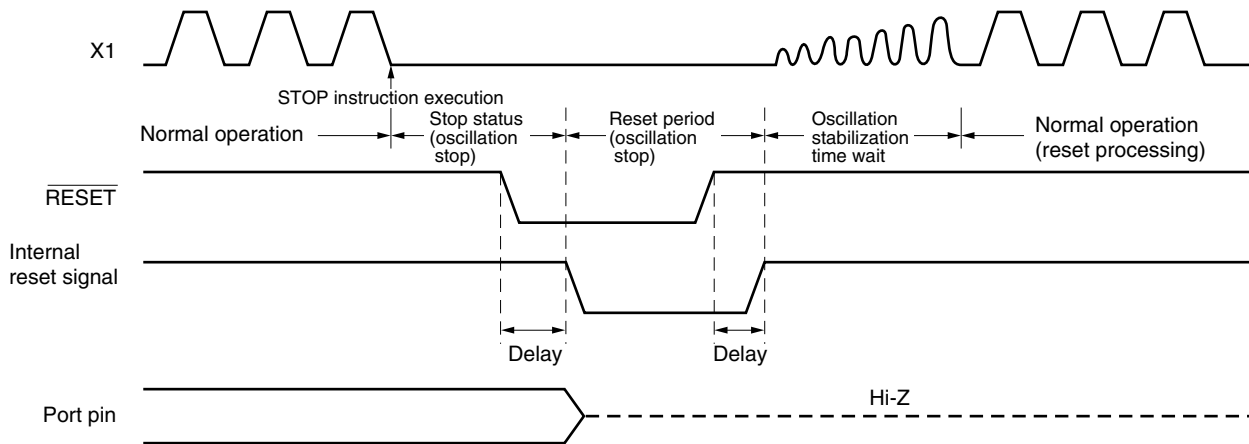 X1
STOP instruction execution
Normal operation
Stop status
(oscillation
stop)
Reset period
(oscillation
stop)
Oscillation
stabilization
time wait
Normal operation
(reset processing)
RESET
Internal
reset signal
Delay
Delay
Hi-Z
Port pin